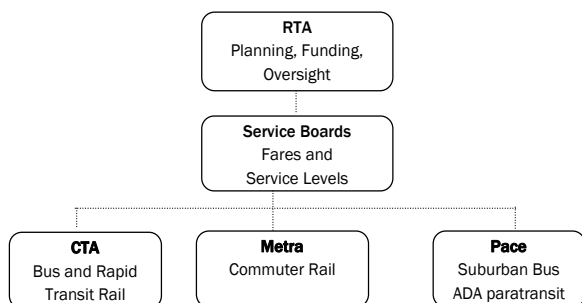 RTA
Planning, Funding,
Oversight
Service Boards
Fares and
Service Levels
CTA
Bus and Rapid
Transit Rail
Metra
Commuter Rail
Pace
Suburban Bus
ADA paratransit